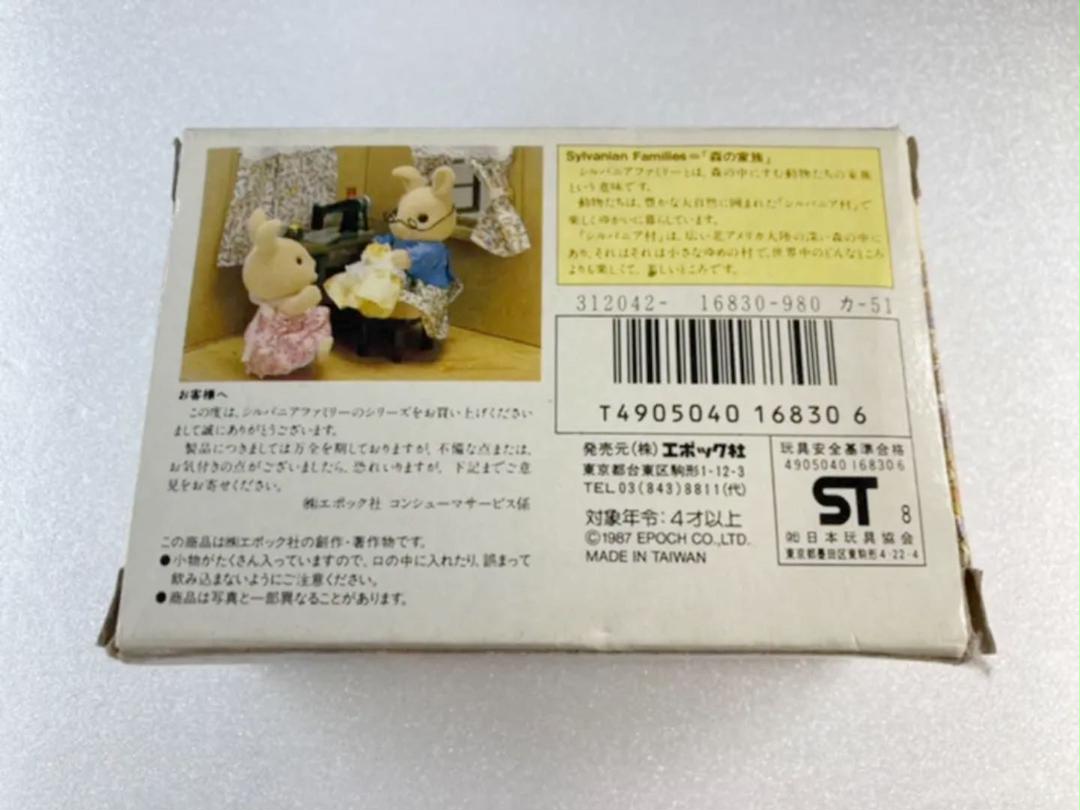 Sylvanian Families=「森の家族」
シルバニアファミリーとは、森の中にすむ動物たちの家族
という意味です。
動物たちは、豊かな大自然に囲まれた「シルバニア村」で
楽しくゆかいに暮らしています。
「シルバニア村」は、広い北アメリカ大陸の深い森の中に
あり、それはそれは小さなゆめの村で、世界中のどんなところ
よりも楽しくて、美しいところです。
312042- 16830-980 カ-51
T4905040 16830 6
お客様へ
この度は、シルバニアファミリーのシリーズをお買い上げください
まして誠にありがとうございます。
製品につきましては万全を期しておりますが、不備な点または、
お気付きの点がございましたら、恐れいりますが、下記までご意
見をお寄せください。
㈱エポック社 コンシューマサービス係
この商品は㈱エポック社の創作・著作物です。
●小物がたくさん入っていますので、口の中に入れたり、誤まって
飲み込まないようにご注意ください。
●商品は写真と一部異なることがあります。
発売元(株)エポック社
東京都台東区駒形1-12-3
TEL03(843)8811(代)
対象年令:4才以上
©1987 EPOCH CO.,LTD.
MADE IN TAIWAN
玩具安全基準合格
4905040168306
ST 8
㈳日本玩具協会
東京都墨田区東駒形4-22-4